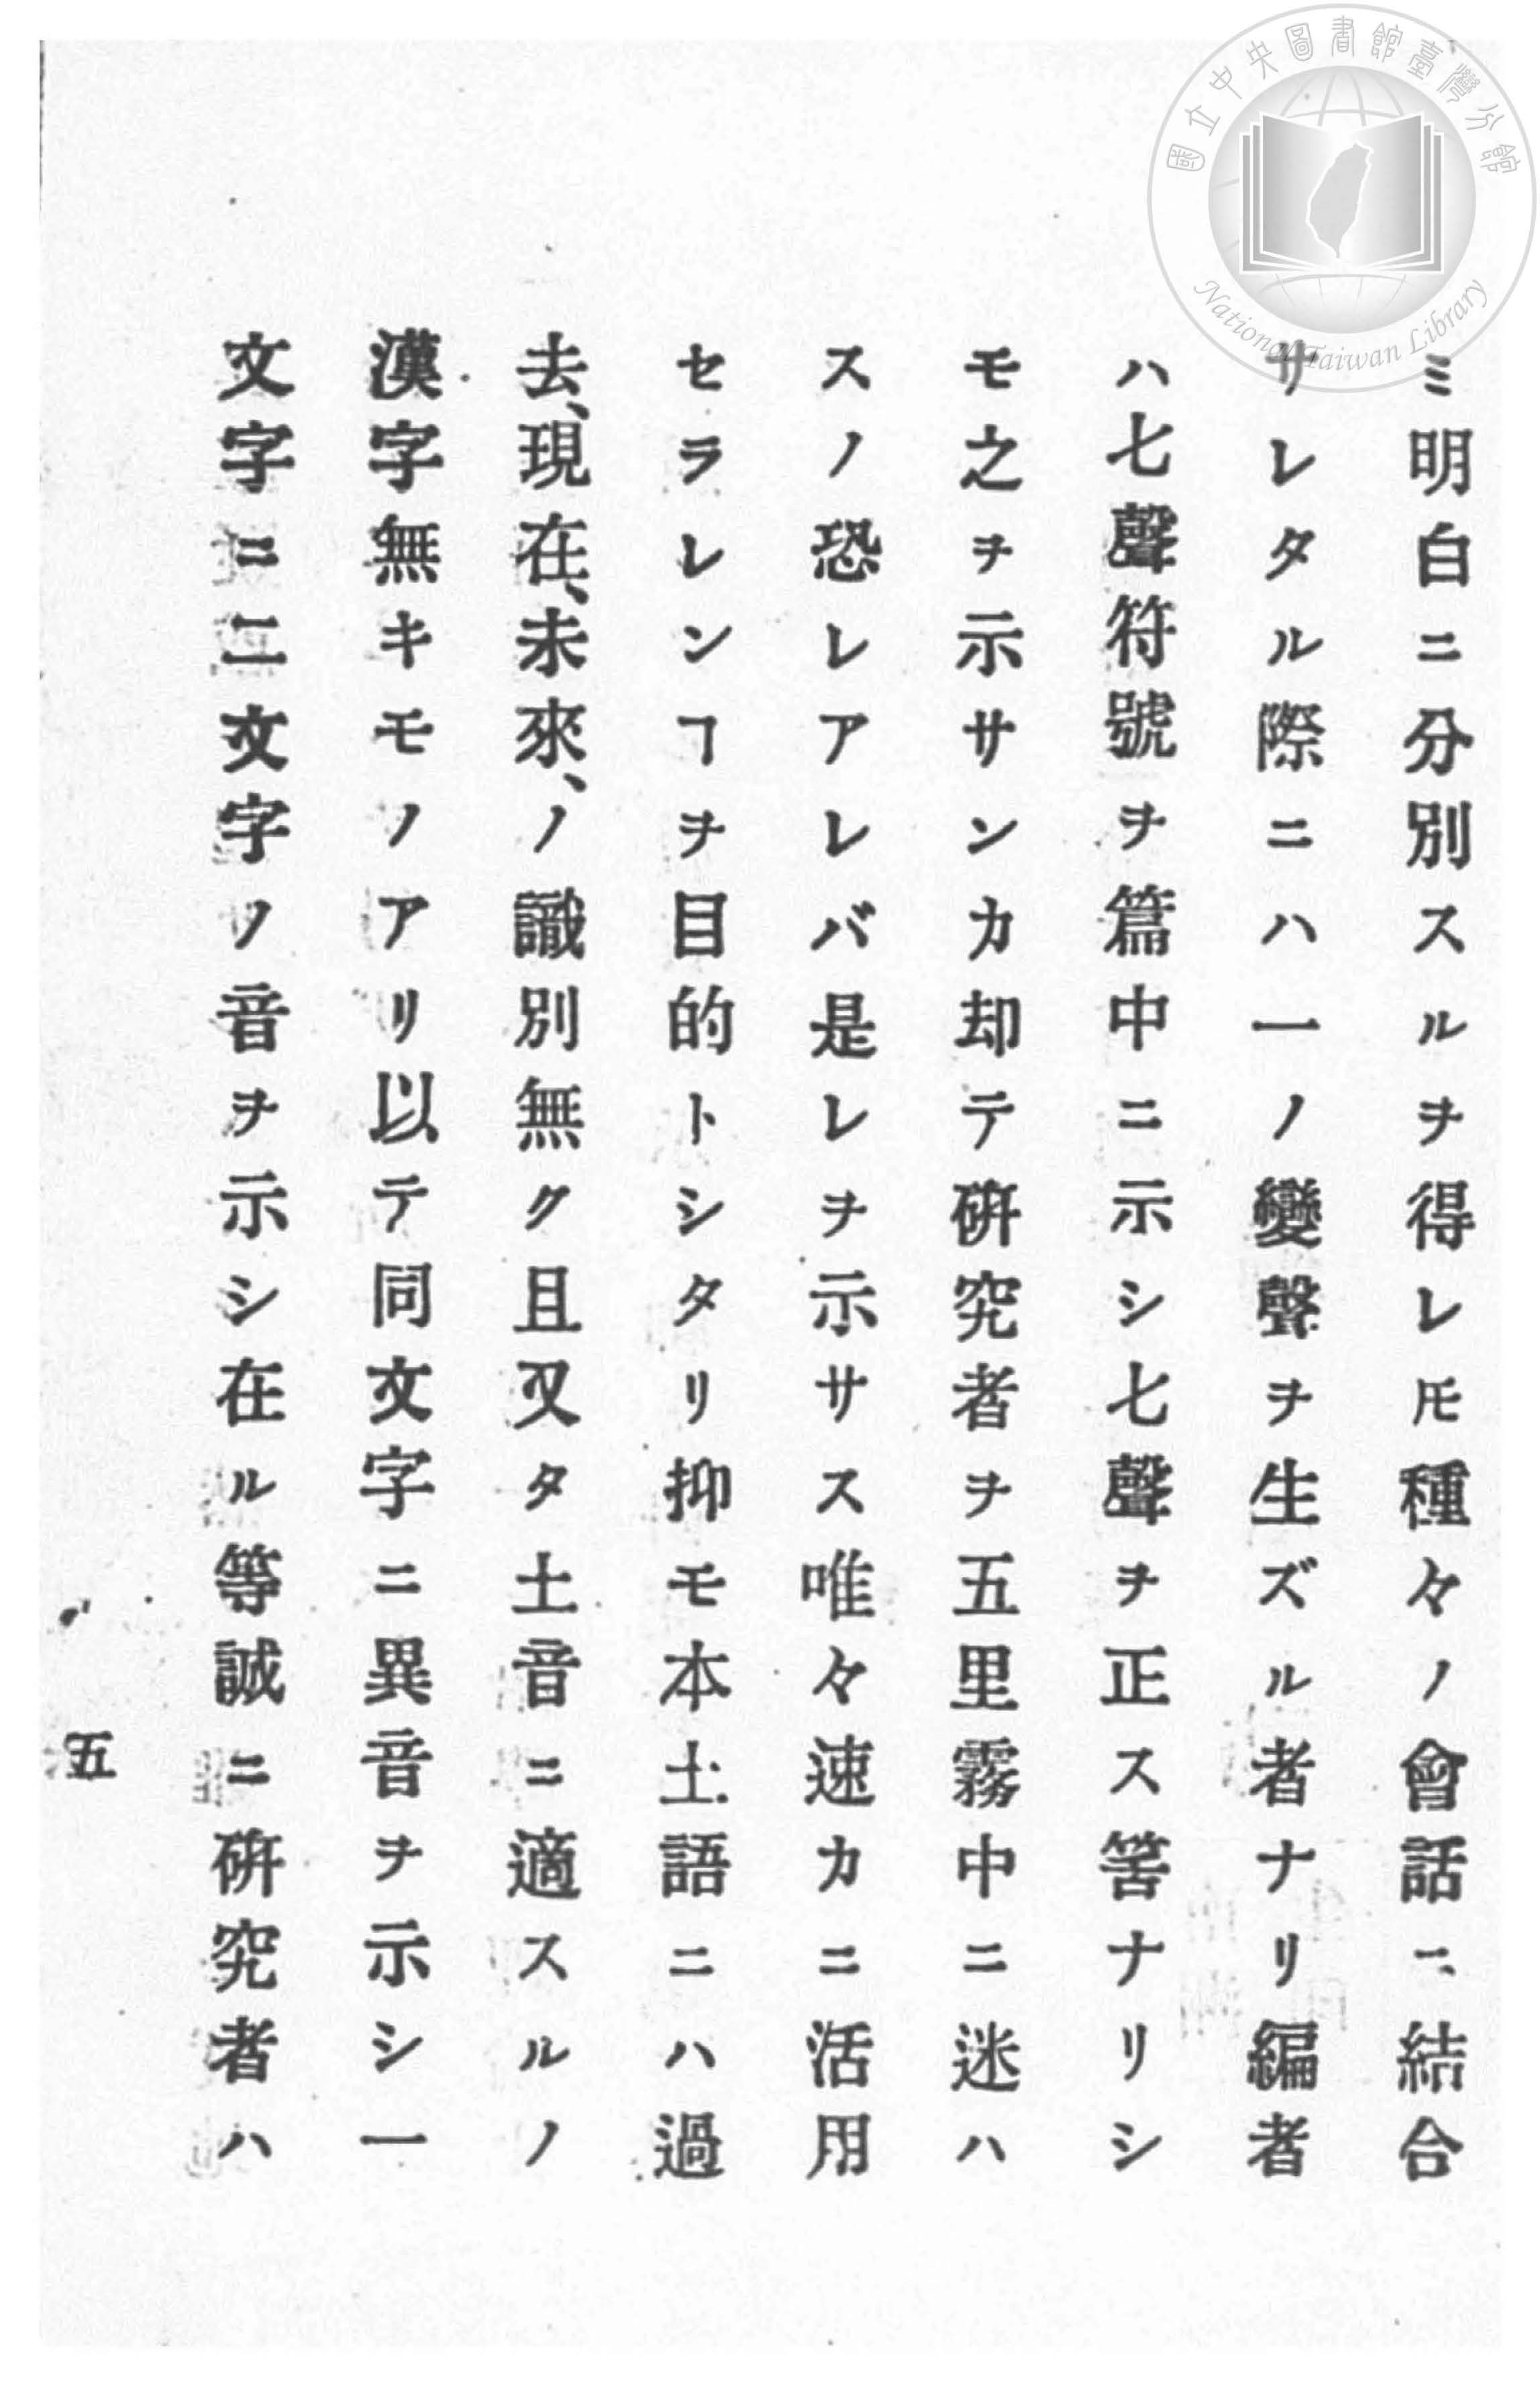 國立中央圖書館臺灣分館
National Taiwan Library
ミ明白ニ分別スルヲ得レ𪜈種々ノ會話ニ結合
サレタル際ニハ一ノ變聲ヲ生ズル者ナリ編者
ハ七聲符號ヲ篇中ニ示シ七聲ヲ正ス筈ナリシ
モ之ヲ示サンカ却テ硏究者ヲ五里霧中ニ迷ハ
スノ恐レアレバ是レヲ示サス唯々速カニ活用
セラレンヿヲ目的トシタリ抑モ本土語ニハ過
去、現在、未來、ノ識別無ク且又タ土音ニ適スルノ
漢字無キモノアリ以テ同文字ニ異音ヲ示シ一
文字ニ二文字ノ音ヲ示シ在ル等誠ニ硏究者ハ
五